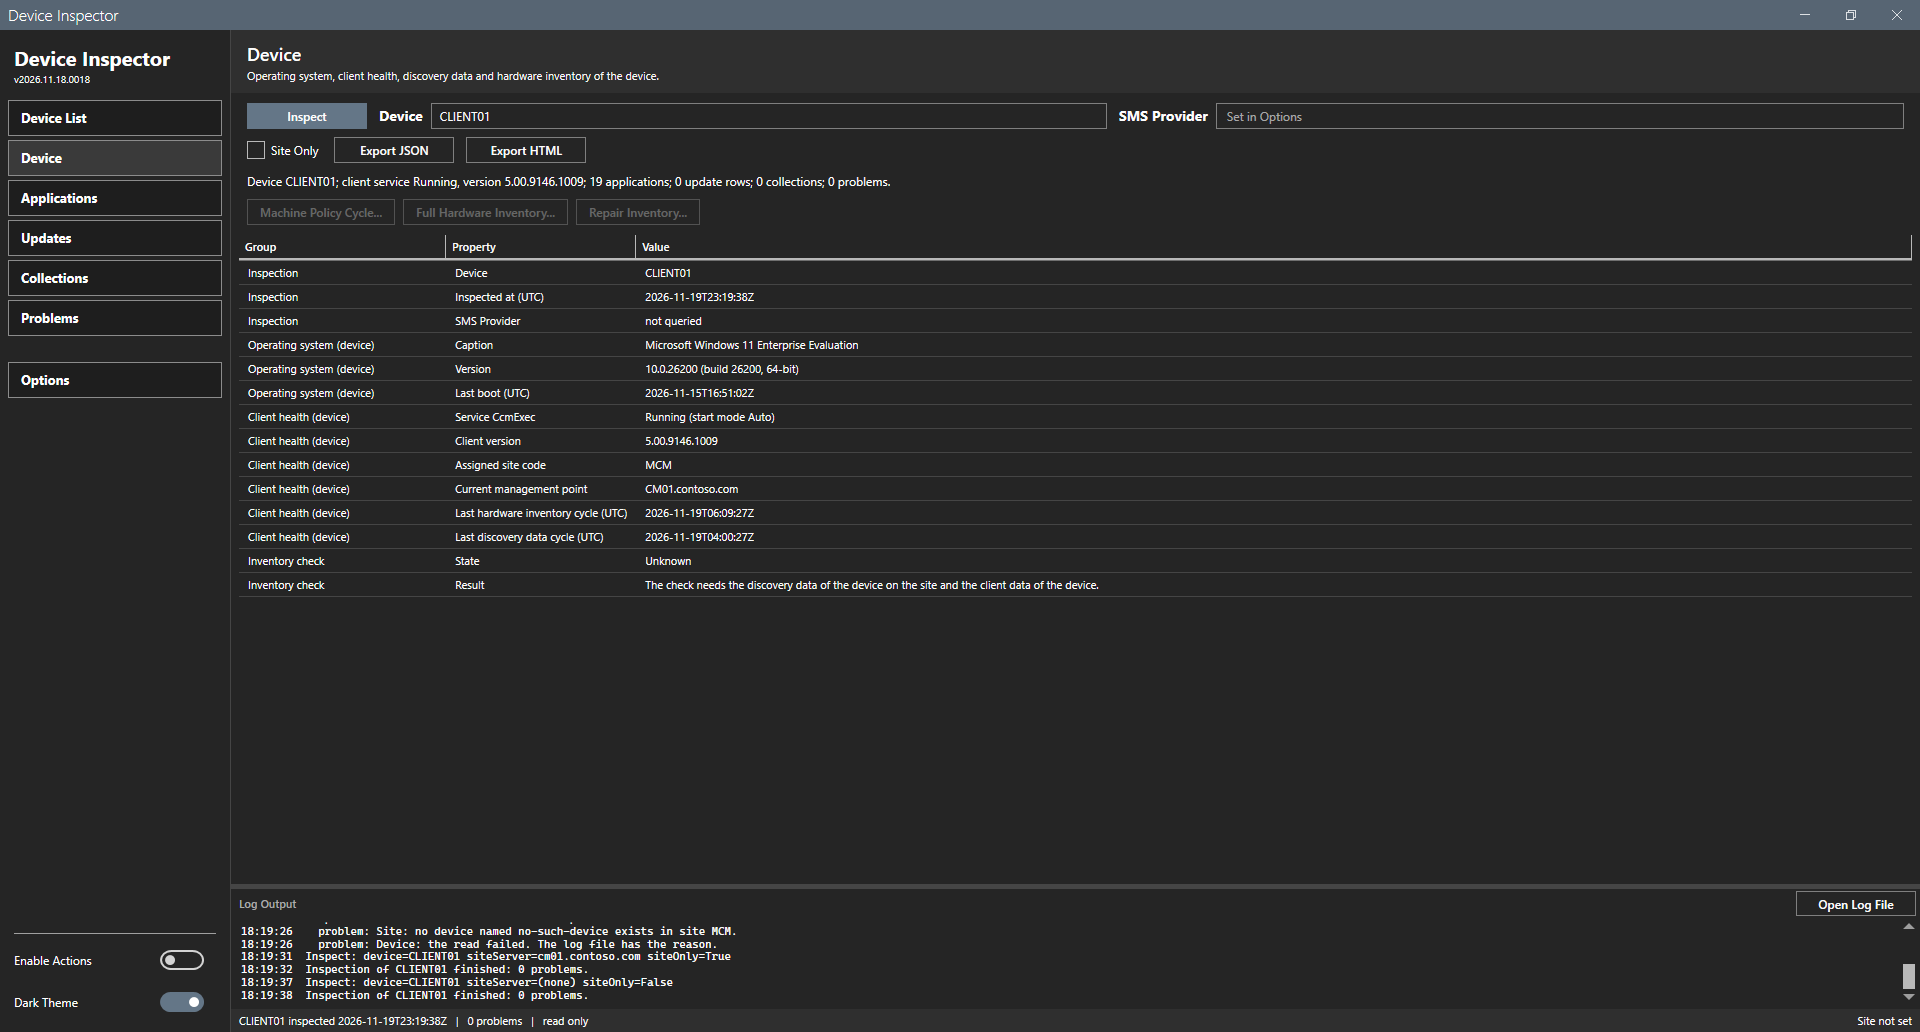 Device Inspector
Device Inspector
v2026.11.18.0018
Device List
Device
Applications
Updates
Collections
Problems
Options
Enable Actions
Dark Theme
Device
Operating system, client health, discovery data and hardware inventory of the device.
Inspect Device CLIENT01 SMS Provider Set in Options
Site Only Export JSON Export HTML
Device CLIENT01; client service Running, version 5.00.9146.1009; 19 applications; 0 update rows; 0 collections; 0 problems.
Machine Policy Cycle... Full Hardware Inventory... Repair Inventory...
Group Property Value
Inspection Device CLIENT01
Inspection Inspected at (UTC) 2026-11-19T23:19:38Z
Inspection SMS Provider not queried
Operating system (device) Caption Microsoft Windows 11 Enterprise Evaluation
Operating system (device) Version 10.0.26200 (build 26200, 64-bit)
Operating system (device) Last boot (UTC) 2026-11-15T16:51:02Z
Client health (device) Service CcmExec Running (start mode Auto)
Client health (device) Client version 5.00.9146.1009
Client health (device) Assigned site code MCM
Client health (device) Current management point CM01.contoso.com
Client health (device) Last hardware inventory cycle (UTC) 2026-11-19T06:09:27Z
Client health (device) Last discovery data cycle (UTC) 2026-11-19T04:00:27Z
Inventory check State Unknown
Inventory check Result The check needs the discovery data of the device on the site and the client data of the device.
Log Output Open Log File
18:19:26 problem: Site: no device named no-such-device exists in site MCM.
18:19:26 problem: Device: the read failed. The log file has the reason.
18:19:31 Inspect: device=CLIENT01 siteServer=cm01.contoso.com siteOnly=True
18:19:32 Inspection of CLIENT01 finished: 0 problems.
18:19:37 Inspect: device=CLIENT01 siteServer=(none) siteOnly=False
18:19:38 Inspection of CLIENT01 finished: 0 problems.
CLIENT01 inspected 2026-11-19T23:19:38Z | 0 problems | read only Site not set